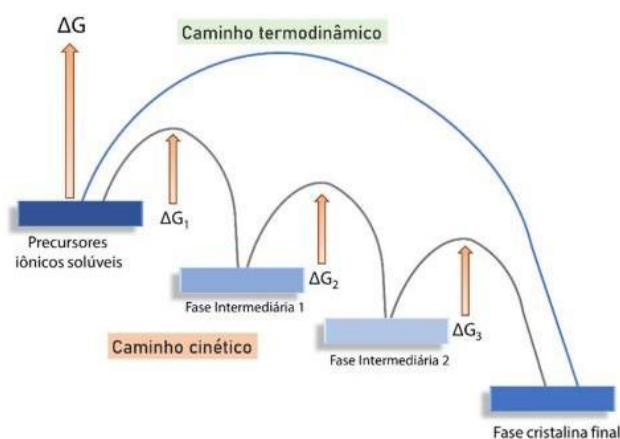 ΔG
Caminho termodinâmico
Precursores
iônicos solúveis
ΔG₁
Fase Intermediária 1
ΔG₂
Caminho cinético
Fase Intermediária 2
ΔG₃
Fase cristalina final